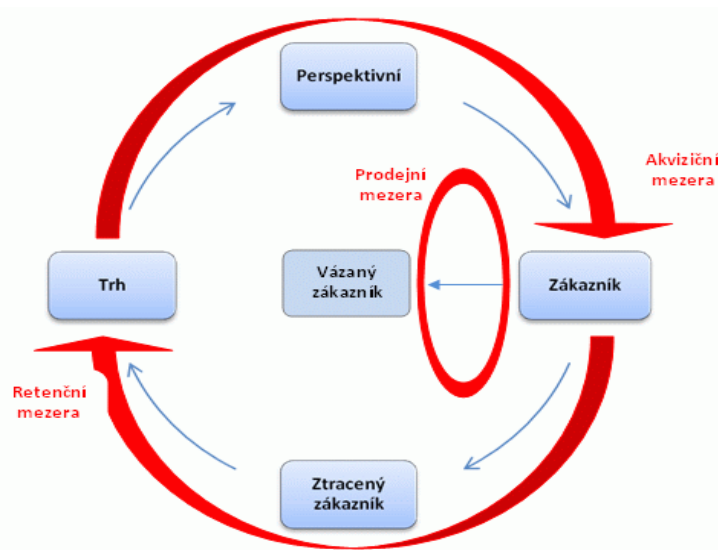 Perspektivní
Akviziční
mezera
Prodejní
mezera
Trh
Vázaný
zákazník
Zákazník
Retenční
mezera
Ztracený
zákazník